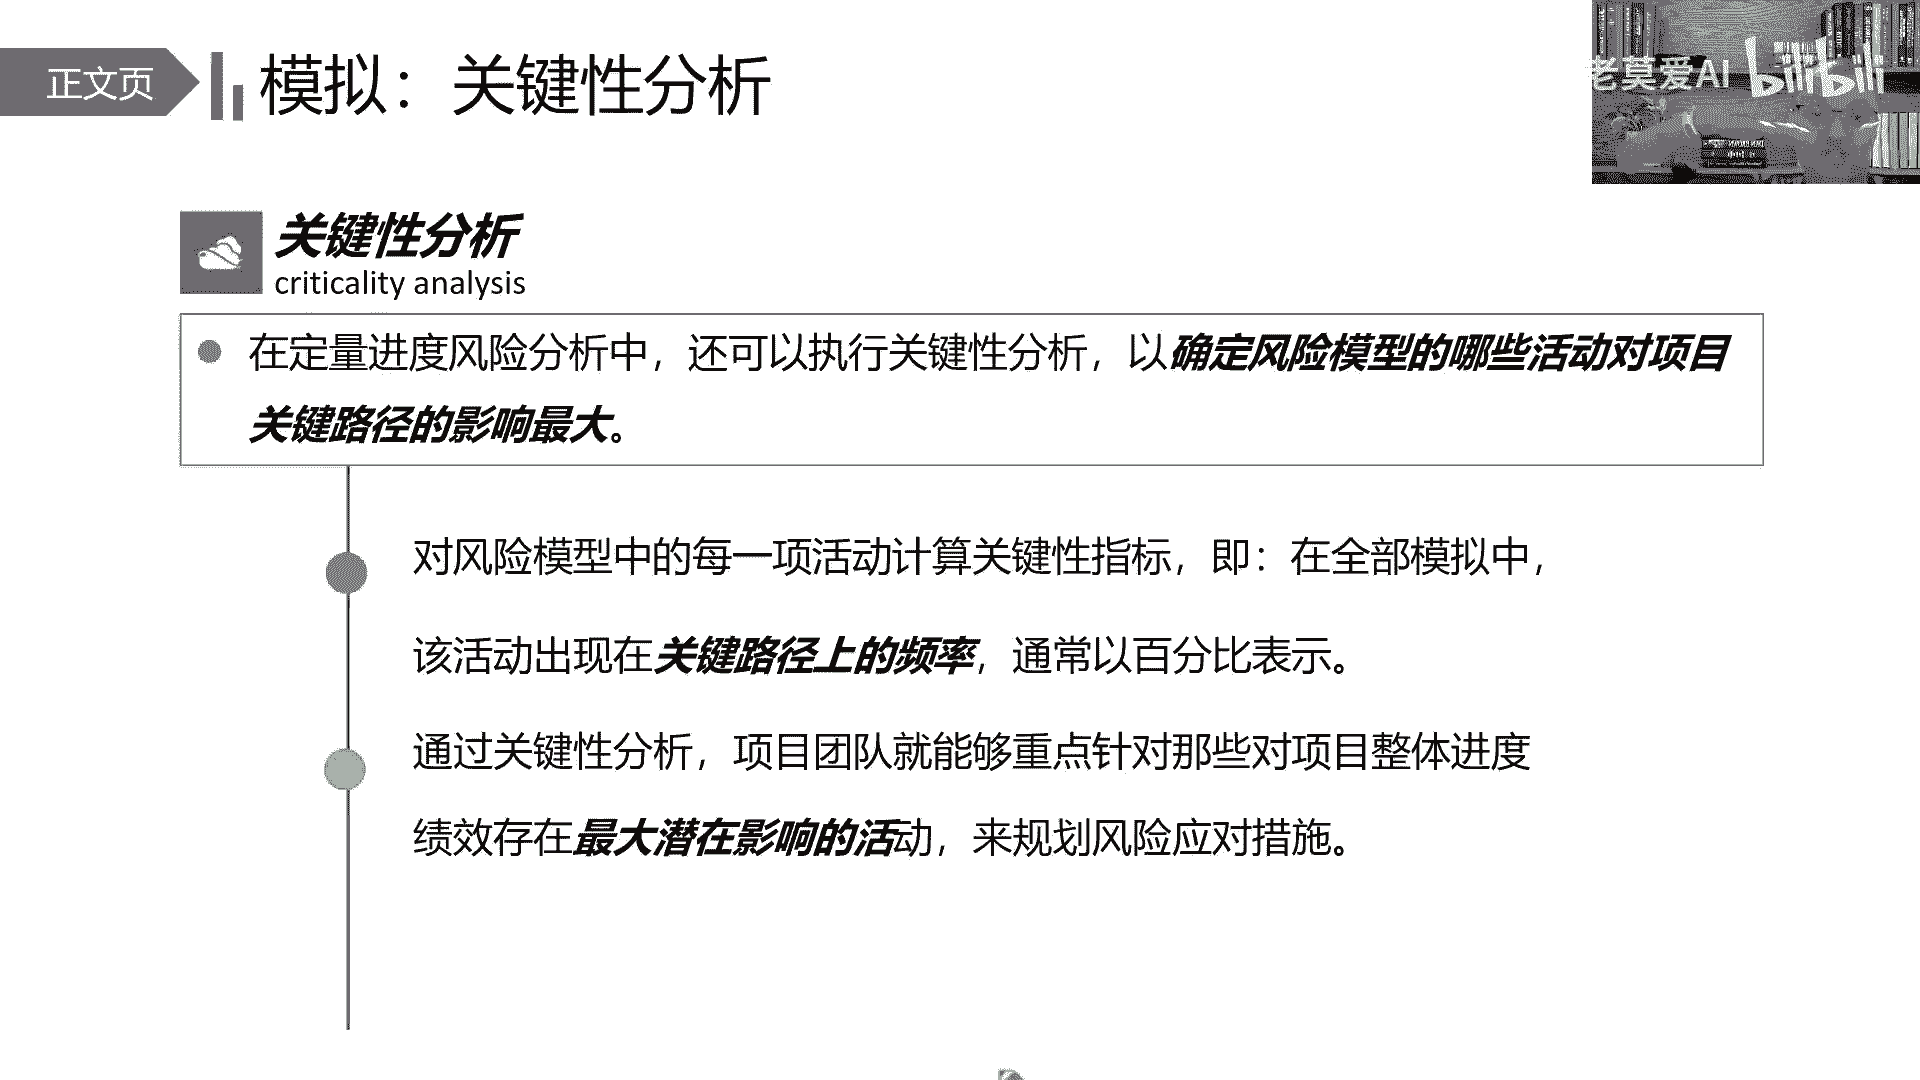 正文页
模拟：关键性分析
老莫爱AI bilibili
关键性分析
criticality analysis
在定量进度风险分析中，还可以执行关键性分析，以确定风险模型的哪些活动对项目
关键路径的影响最大。
对风险模型中的每一项活动计算关键性指标，即：在全部模拟中，
该活动出现在关键路径上的频率，通常以百分比表示。
通过关键性分析，项目团队就能够重点针对那些对项目整体进度
绩效存在最大潜在影响的活动，来规划风险应对措施。